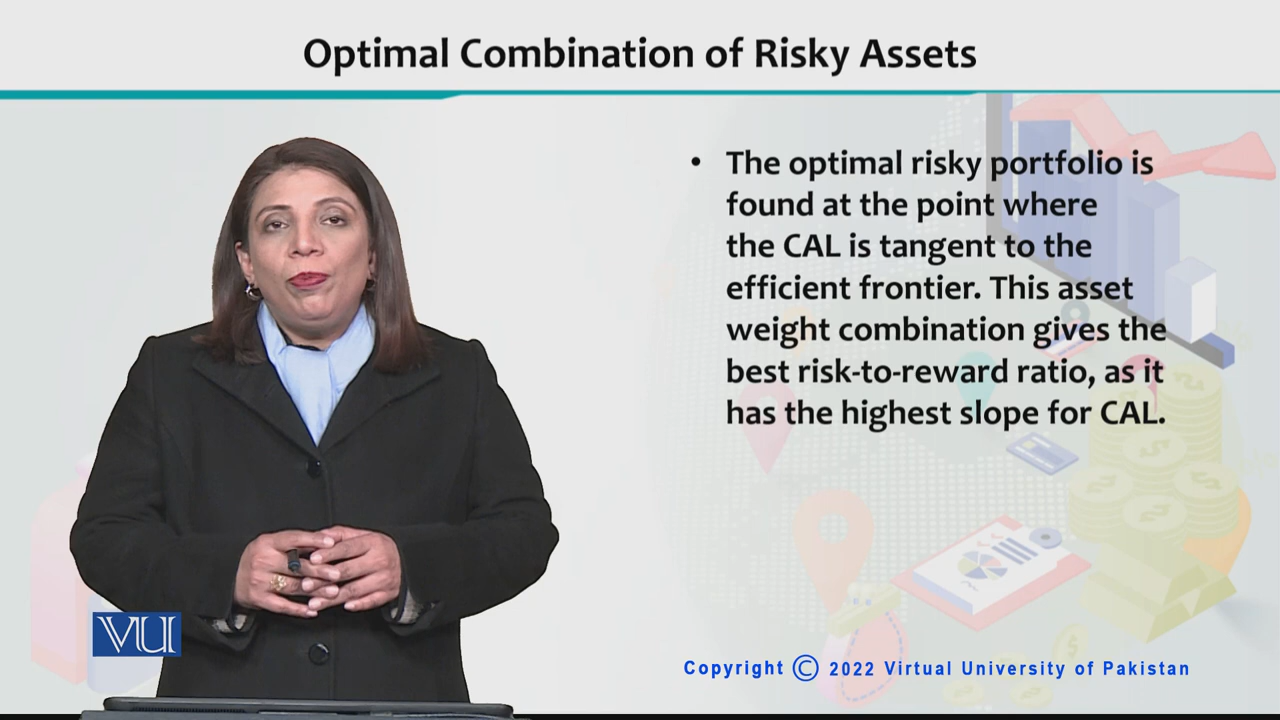 Optimal Combination of Risky Assets
• The optimal risky portfolio is
found at the point where
the CAL is tangent to the
efficient frontier. This asset
weight combination gives the
best risk-to-reward ratio, as it
has the highest slope for CAL.
VU
Copyright © 2022 Virtual University of Pakistan